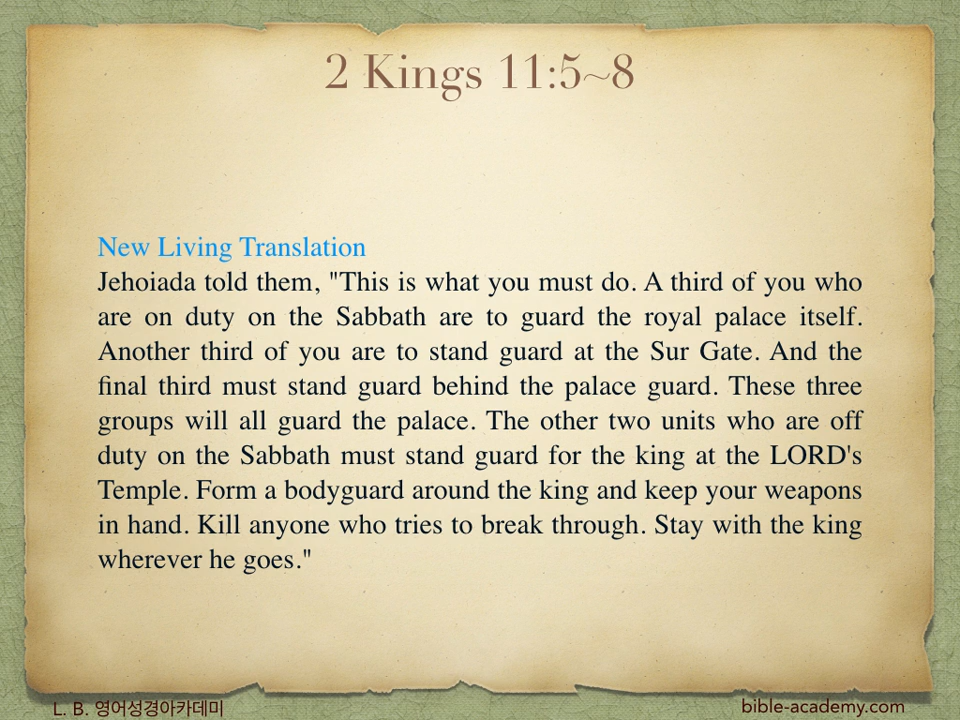 2 Kings 11:5~8
New Living Translation
Jehoiada told them, "This is what you must do. A third of you who
are on duty on the Sabbath are to guard the royal palace itself.
Another third of you are to stand guard at the Sur Gate. And the
final third must stand guard behind the palace guard. These three
groups will all guard the palace. The other two units who are off
duty on the Sabbath must stand guard for the king at the LORD's
Temple. Form a bodyguard around the king and keep your weapons
in hand. Kill anyone who tries to break through. Stay with the king
wherever he goes."
L. B. 영어성경아카데미
bible-academy.com